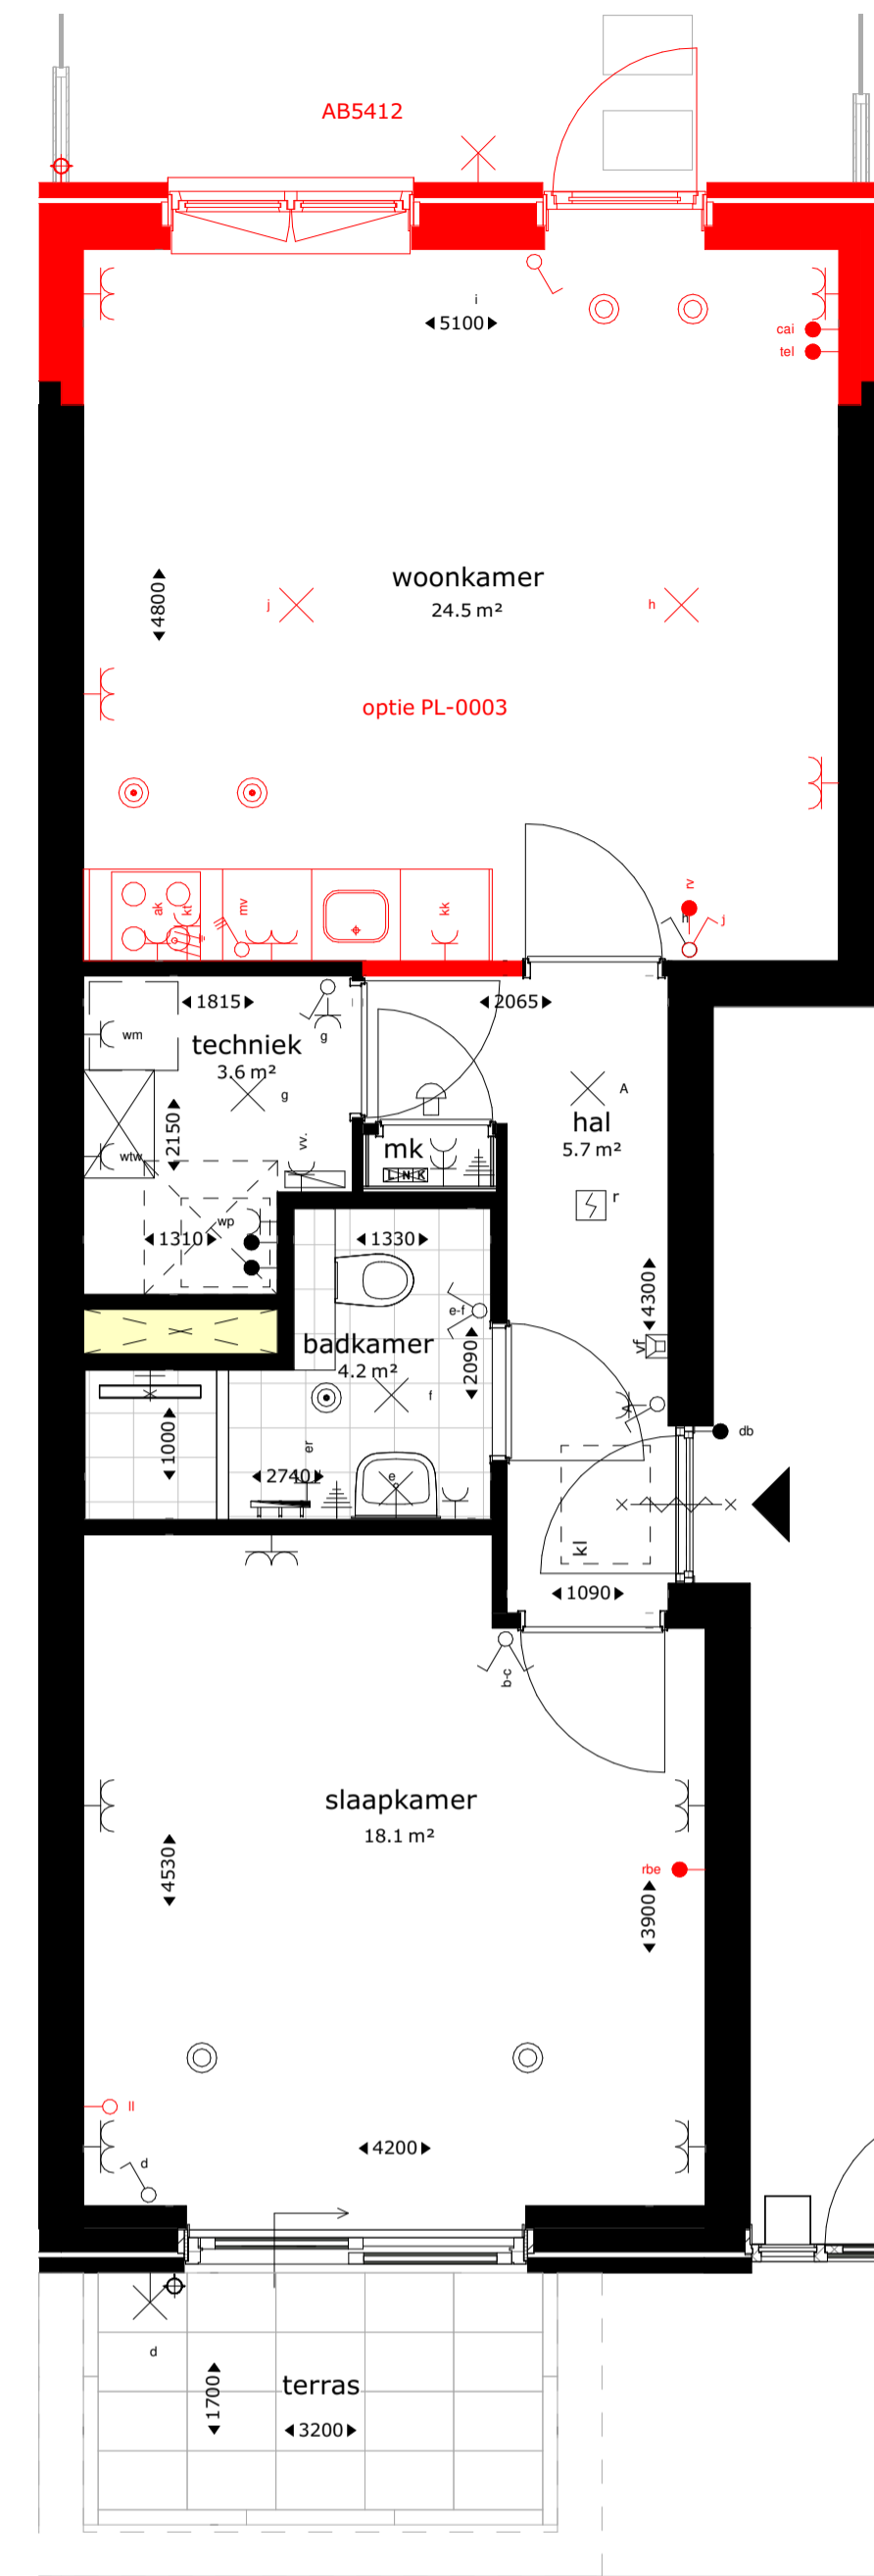 AB5412
i
5100
cai
tel
woonkamer
24.5 m²
4800
j
h
optie PL-0003
ak
kt
mv
kk
rv
h
j
1815
2065
g
techniek
3.6 m²
wm
g
A
hal
5.7 m²
2150
vv.
mk
wtw
LNK
r
wp
1310
1330
4300
e-f
vf
badkamer
4.2 m²
2090
f
A
1000
er
2740
e
db
kl
1090
b-c
slaapkamer
18.1 m²
4530
rbe
3900
ll
4200
d
d
terras
1700
3200